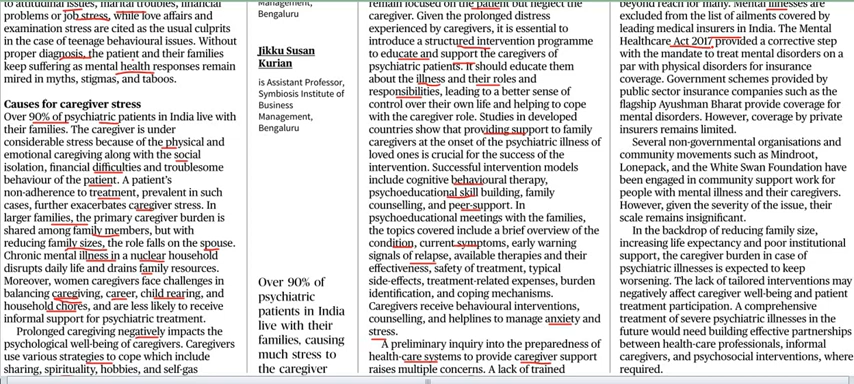 to attitudinal issues, marital troubles, financial
problems or job stress, while love affairs and
examination stress are cited as the usual culprits
in the case of teenage behavioural issues. Without
proper diagnosis, the patient and their families
keep suffering as mental health responses remain
mired in myths, stigmas, and taboos.
Causes for caregiver stress
Over 90% of psychiatric patients in India live with
their families. The caregiver is under
considerable stress because of the physical and
emotional caregiving along with the social
isolation, financial difficulties and troublesome
behaviour of the patient. A patient's
non-adherence to treatment, prevalent in such
cases, further exacerbates caregiver stress. In
larger families, the primary caregiver burden is
shared among family members, but with
reducing family sizes, the role falls on the spouse.
Chronic mental illness in a nuclear household
disrupts daily life and drains family resources.
Moreover, women caregivers face challenges in
balancing caregiving, career, child rearing, and
household chores, and are less likely to receive
informal support for psychiatric treatment.
Prolonged caregiving negatively impacts the
psychological well-being of caregivers. Caregivers
use various strategies to cope which include
sharing, spirituality, hobbies, and self-gas
Management,
Bengaluru
Jikku Susan
Kurian
is Assistant Professor,
Symbiosis Institute of
Business
Management,
Bengaluru
Over 90% of
psychiatric
patients in India
live with their
families, causing
much stress to
the caregiver
remain focused on the patient but neglect the
caregiver. Given the prolonged distress
experienced by caregivers, it is essential to
introduce a structured intervention programme
to educate and support the caregivers of
psychiatric patients. It should educate them
about the illness and their roles and
responsibilities, leading to a better sense of
control over their own life and helping to cope
with the caregiver role. Studies in developed
countries show that providing support to family
caregivers at the onset of the psychiatric illness of
loved ones is crucial for the success of the
intervention. Successful intervention models
include cognitive behavioural therapy,
psychoeducational skill building, family
counselling, and peer-support. In
psychoeducational meetings with the families,
the topics covered include a brief overview of the
condition, current symptoms, early warning
signals of relapse, available therapies and their
effectiveness, safety of treatment, typical
side-effects, treatment-related expenses, burden
identification, and coping mechanisms.
Caregivers receive behavioural interventions,
counselling, and helplines to manage anxiety and
stress.
A preliminary inquiry into the preparedness of
health-care systems to provide caregiver support
raises multiple concerns. A lack of trained
beyond reach for many. Mental illnesses are
excluded from the list of ailments covered by
leading medical insurers in India. The Mental
Healthcare Act 2017 provided a corrective step
with the mandate to treat mental disorders on a
par with physical disorders for insurance
coverage. Government schemes provided by
public sector insurance companies such as the
flagship Ayushman Bharat provide coverage for
mental disorders. However, coverage by private
insurers remains limited.
Several non-governmental organisations and
community movements such as Mindroot,
Lonepack, and the White Swan Foundation have
been engaged in community support work for
people with mental illness and their caregivers.
However, given the severity of the issue, their
scale remains insignificant.
In the backdrop of reducing family size,
increasing life expectancy and poor institutional
support, the caregiver burden in case of
psychiatric illnesses is expected to keep
worsening. The lack of tailored interventions may
negatively affect caregiver well-being and patient
treatment participation. A comprehensive
treatment of severe psychiatric illnesses in the
future would need building effective partnerships
between health-care professionals, informal
caregivers, and psychosocial interventions, where
required.